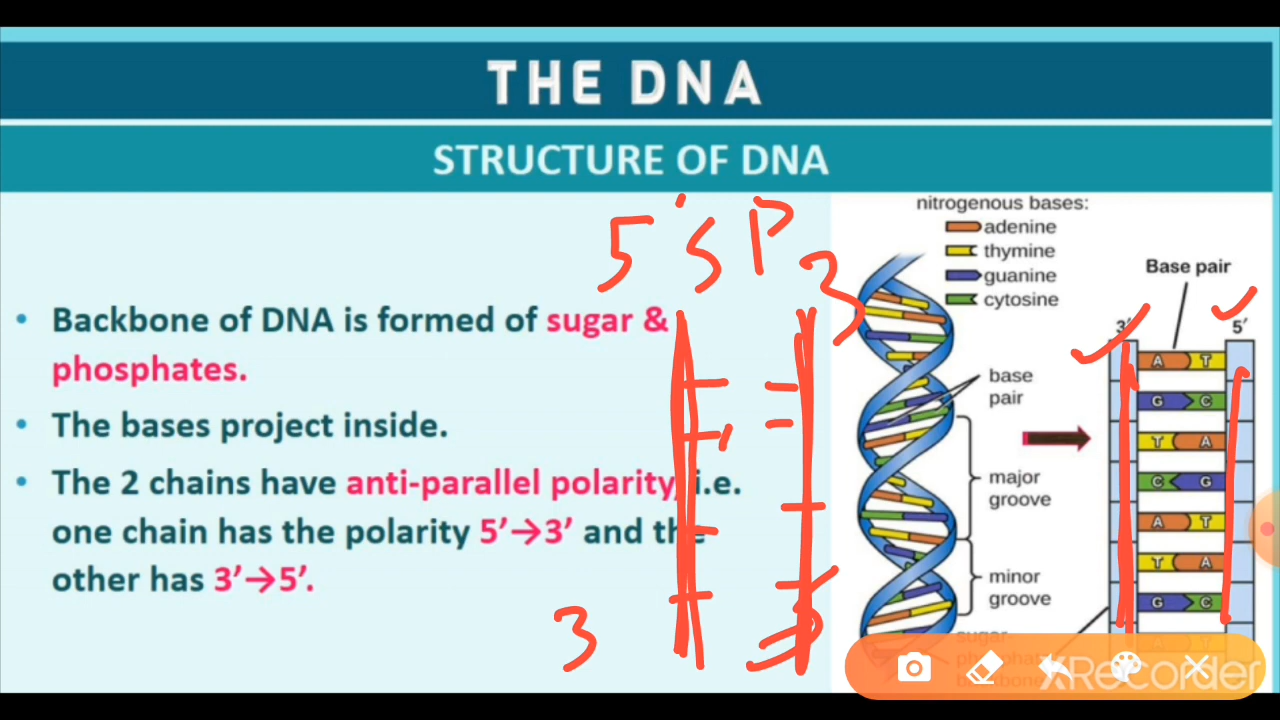 THE DNA
STRUCTURE OF DNA
5' S P 3
• Backbone of DNA is formed of sugar &
phosphates.
• The bases project inside.
• The 2 chains have anti-parallel polarity, i.e.
one chain has the polarity 5’→3’ and the
other has 3’→5’.
3
nitrogenous bases:
adenine
thymine
guanine
cytosine
base
pair
major
groove
minor
groove
sugar-
phosphate
backbone
Base pair
3′ 5′
A T
G C
T A
C G
A T
T A
G C
A T
XRecorder